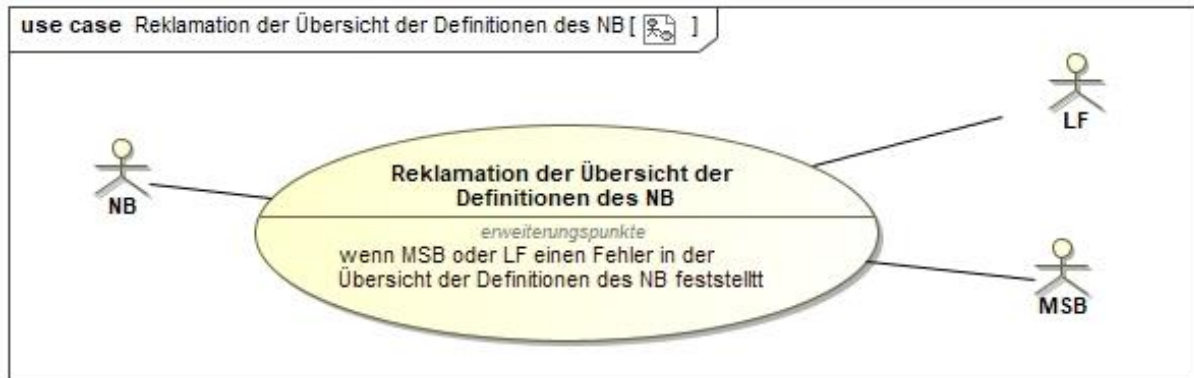 use case Reklamation der Übersicht der Definitionen des NB [ ]
LF
Reklamation der Übersicht der
Definitionen des NB
NB
erweiterungspunkte
wenn MSB oder LF einen Fehler in der
Übersicht der Definitionen des NB feststelltt
MSB